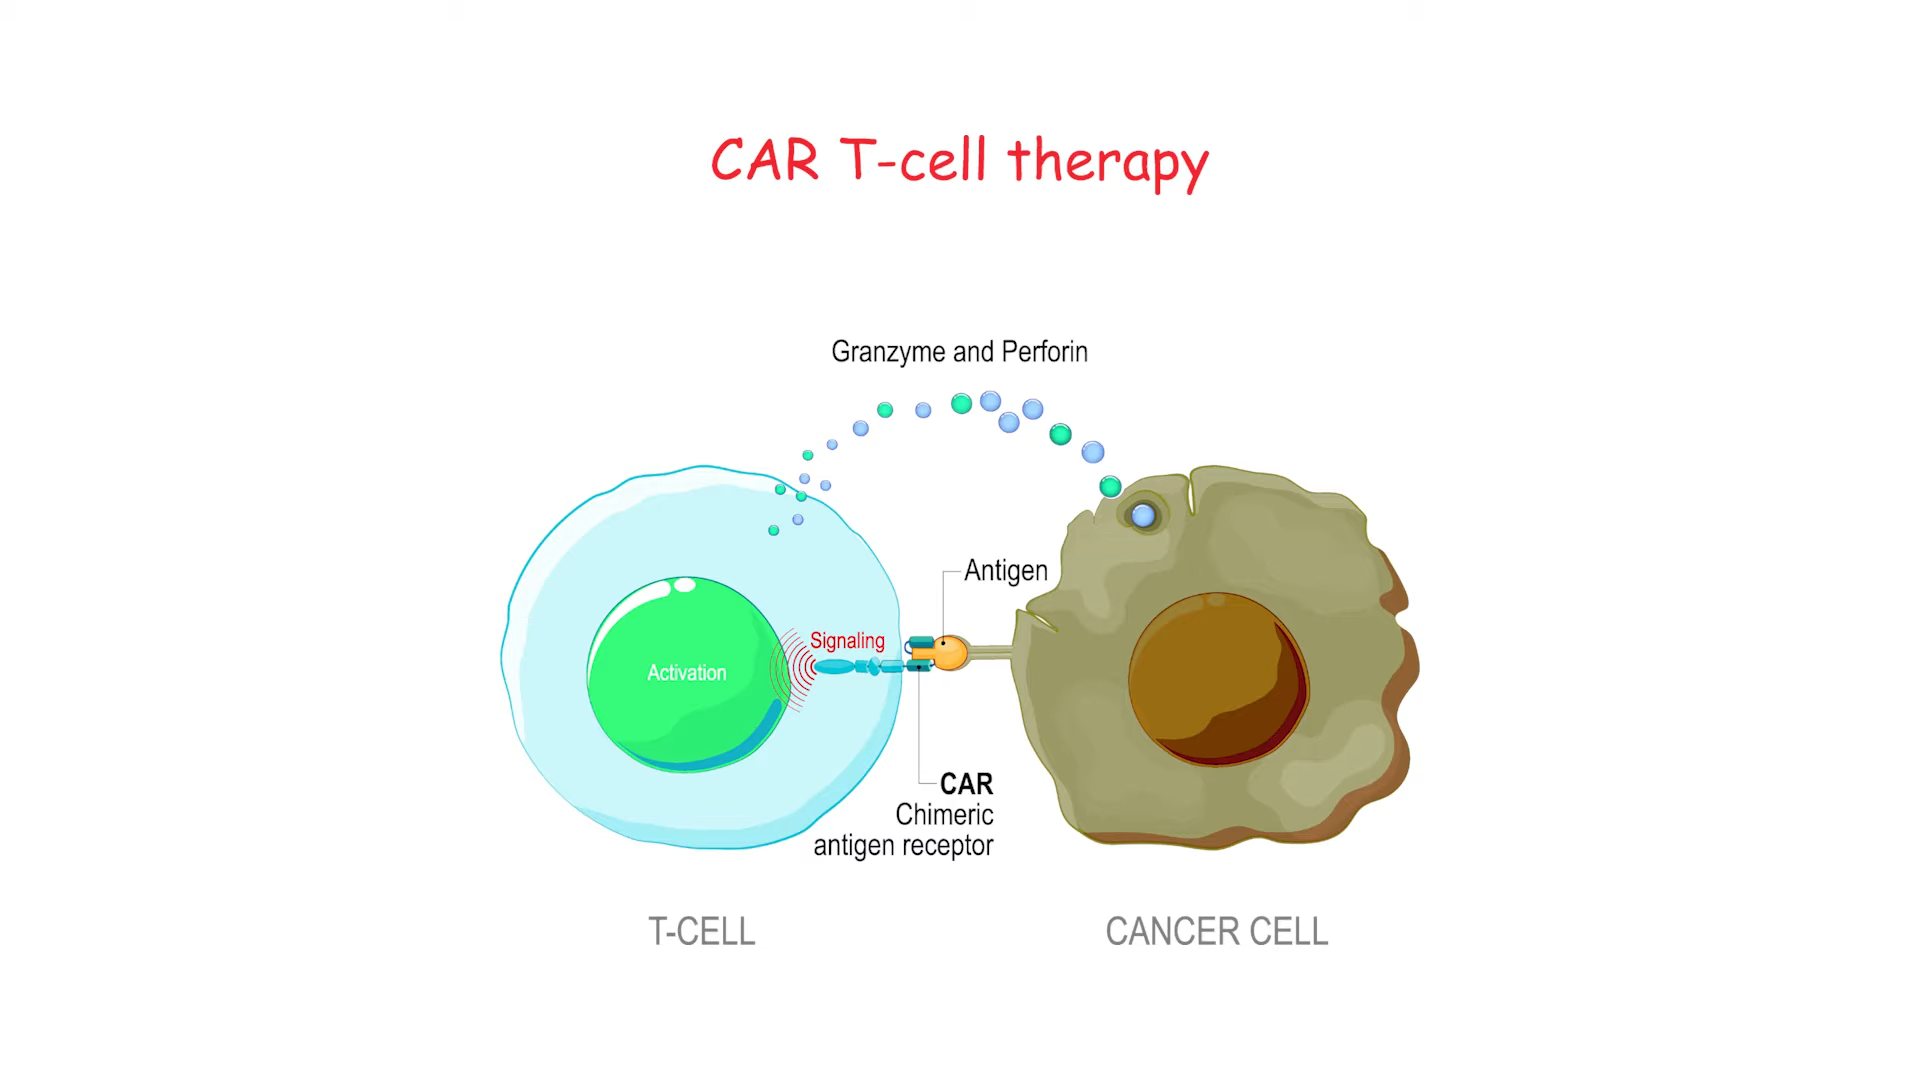 CAR T-cell therapy
Granzyme and Perforin
Antigen
Signaling
Activation
CAR
Chimeric
antigen receptor
T-CELL
CANCER CELL